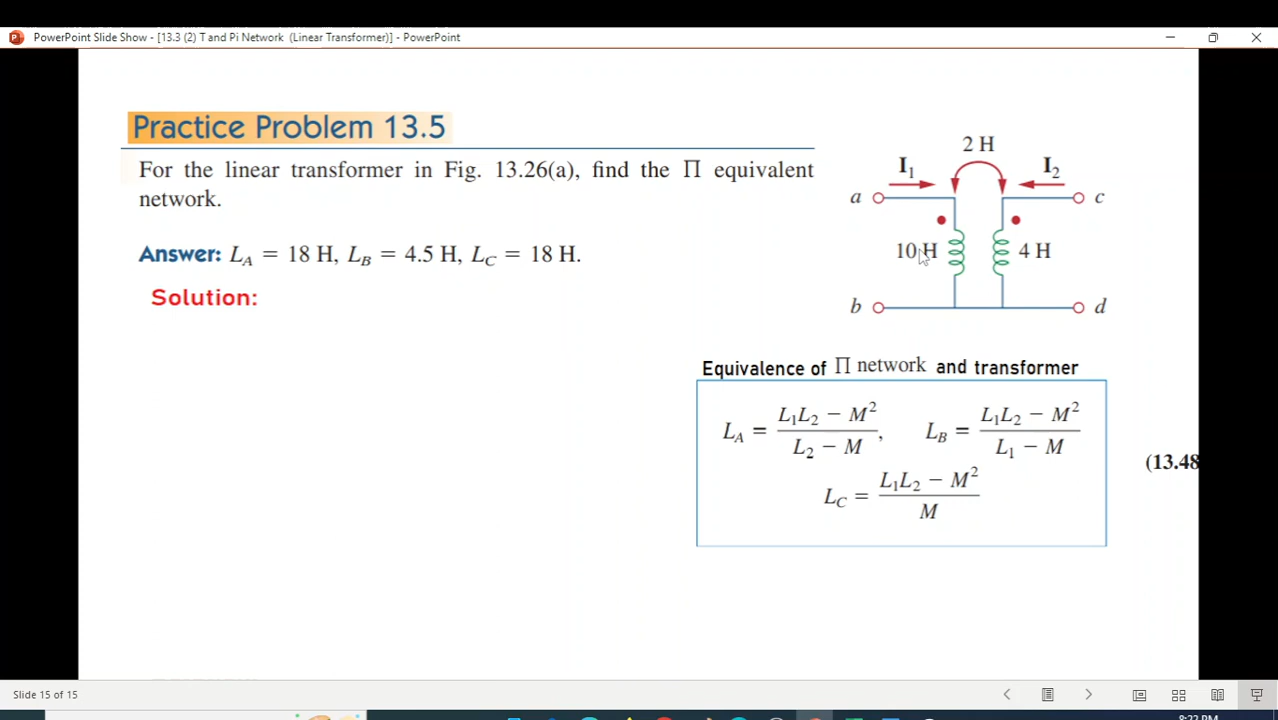 PowerPoint Slide Show - [13.3 (2) T and Pi Network (Linear Transformer)] - PowerPoint
Practice Problem 13.5
For the linear transformer in Fig. 13.26(a), find the Π equivalent
network.
Answer: L_A = 18 H, L_B = 4.5 H, L_C = 18 H.
Solution:
2 H
I₁ I₂
a c
10 H 4 H
b d
Equivalence of Π network and transformer
L_A = (L₁L₂ − M²)/(L₂ − M), L_B = (L₁L₂ − M²)/(L₁ − M)
L_C = (L₁L₂ − M²)/M
(13.48
Slide 15 of 15